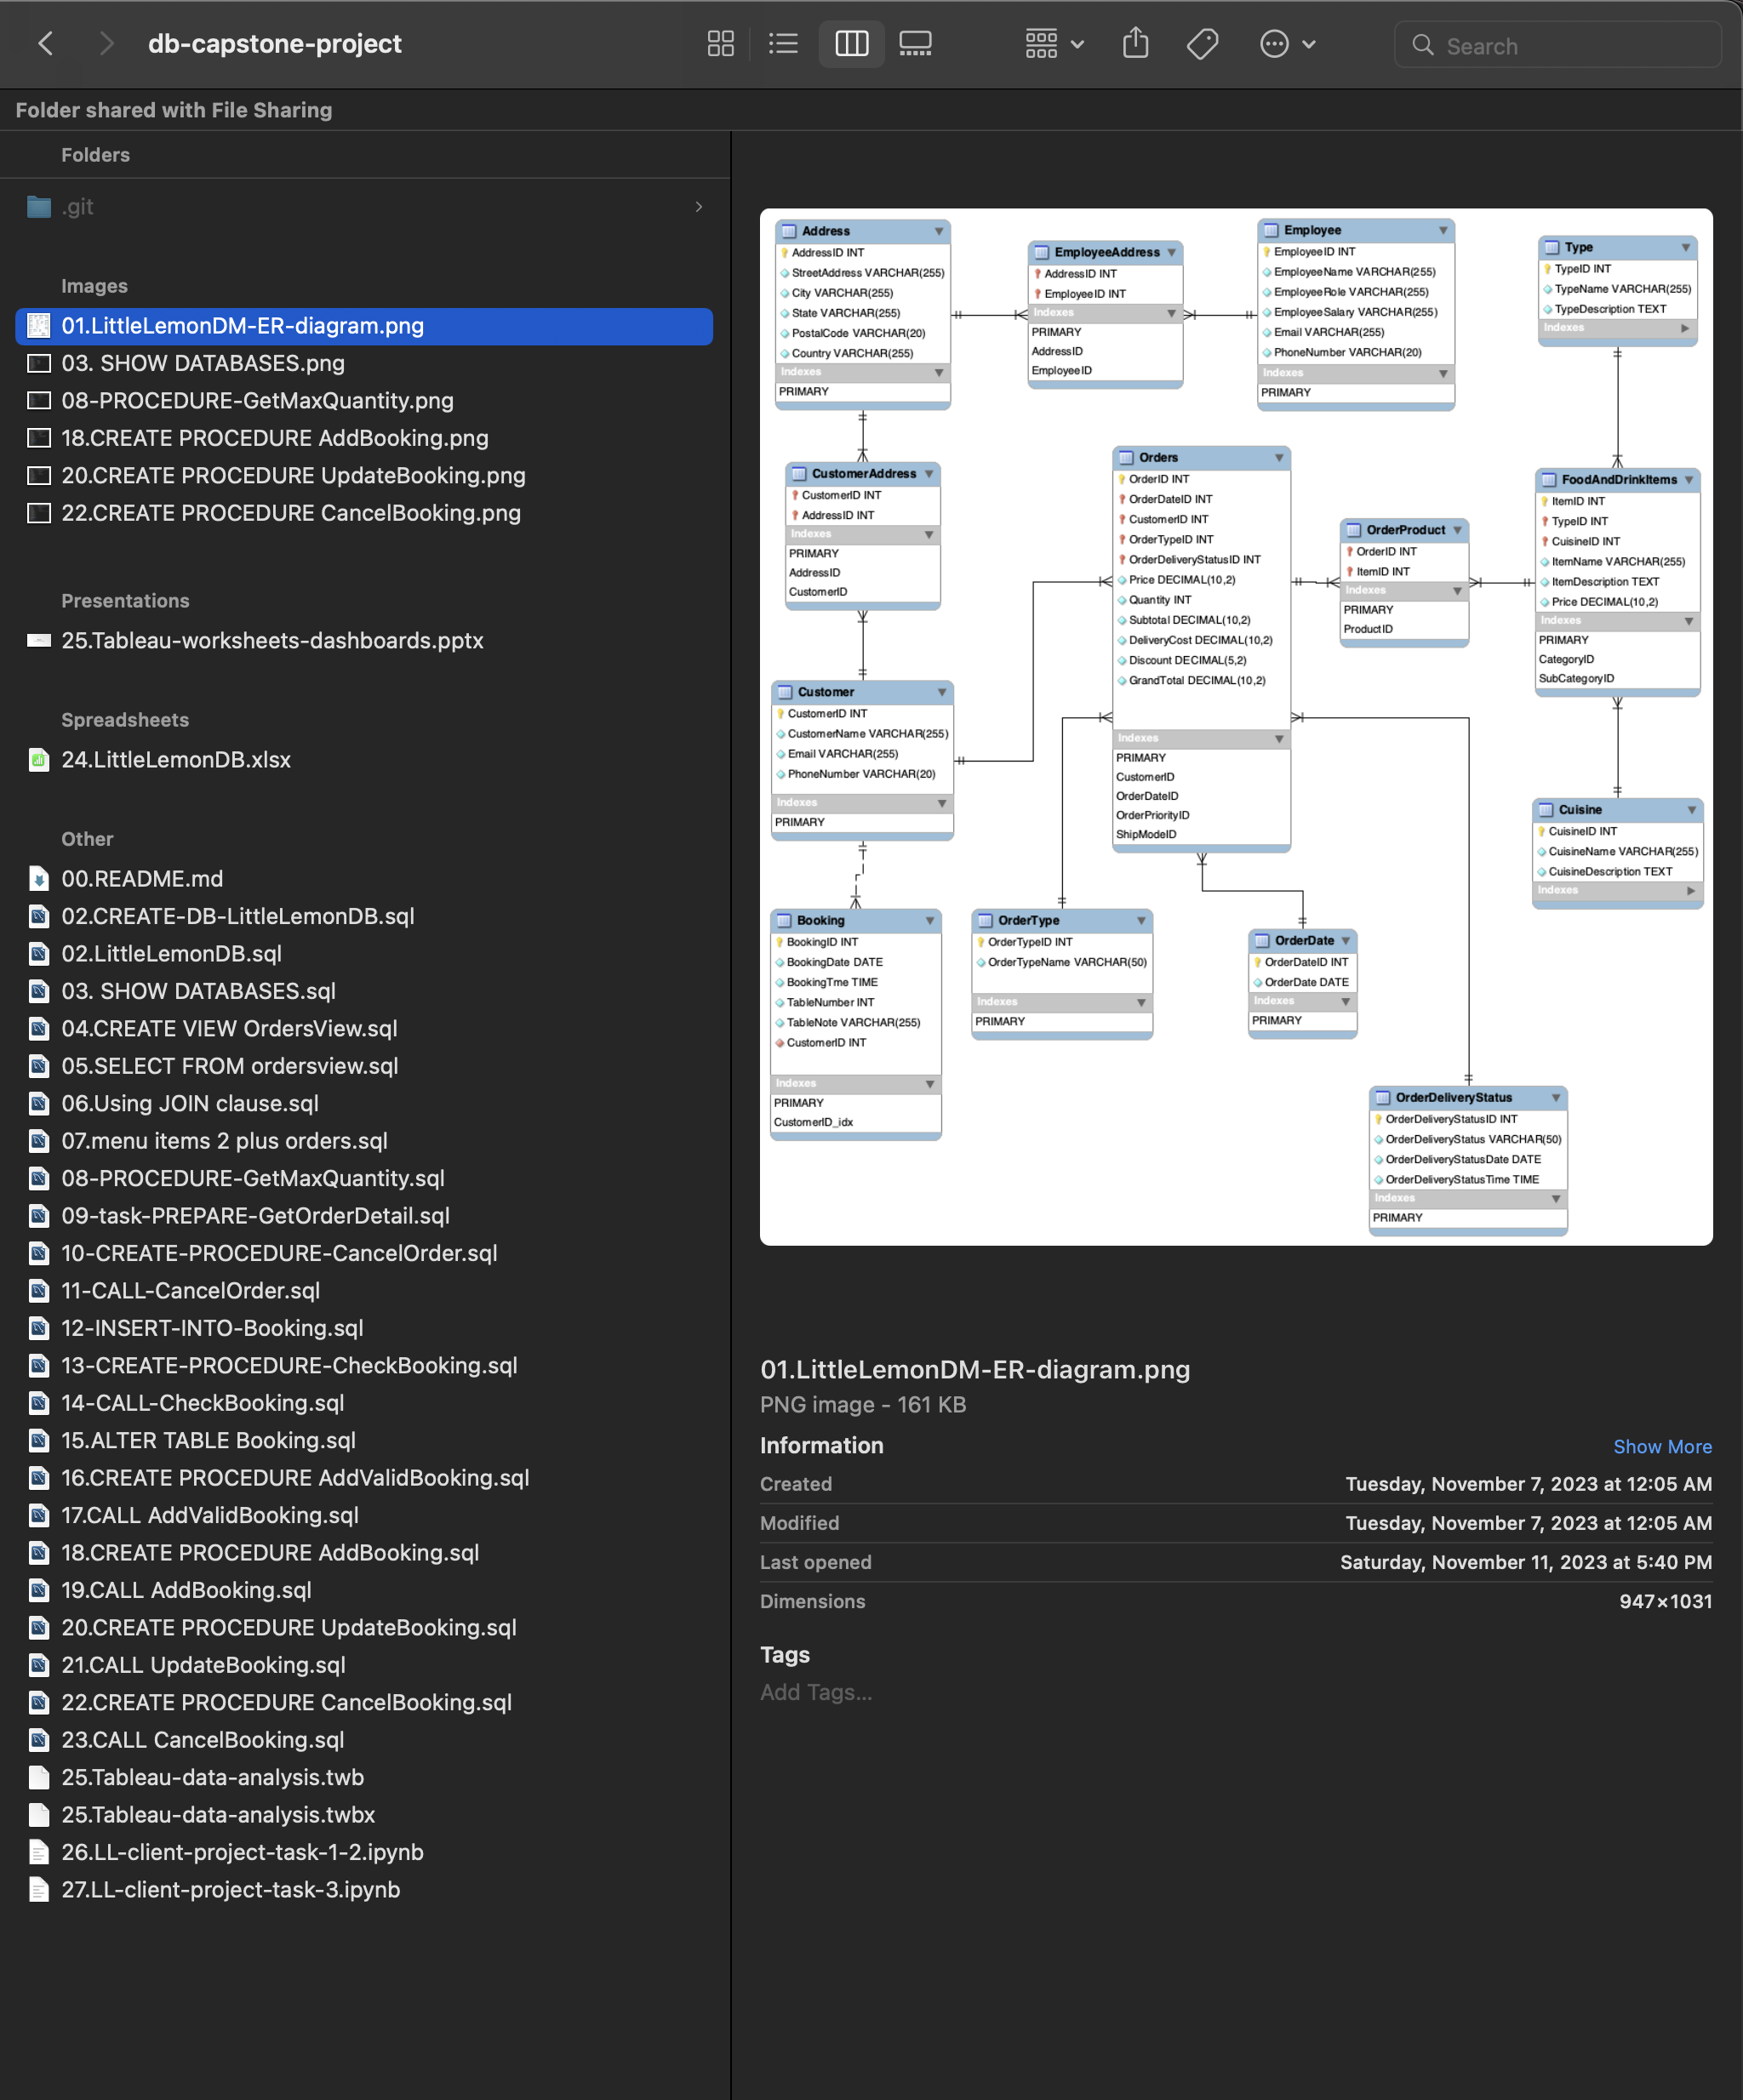 db-capstone-project
Search
Folder shared with File Sharing
Folders
.git
Images
01.LittleLemonDM-ER-diagram.png
03. SHOW DATABASES.png
08-PROCEDURE-GetMaxQuantity.png
18.CREATE PROCEDURE AddBooking.png
20.CREATE PROCEDURE UpdateBooking.png
22.CREATE PROCEDURE CancelBooking.png
Presentations
25.Tableau-worksheets-dashboards.pptx
Spreadsheets
24.LittleLemonDB.xlsx
Other
00.README.md
02.CREATE-DB-LittleLemonDB.sql
02.LittleLemonDB.sql
03. SHOW DATABASES.sql
04.CREATE VIEW OrdersView.sql
05.SELECT FROM ordersview.sql
06.Using JOIN clause.sql
07.menu items 2 plus orders.sql
08-PROCEDURE-GetMaxQuantity.sql
09-task-PREPARE-GetOrderDetail.sql
10-CREATE-PROCEDURE-CancelOrder.sql
11-CALL-CancelOrder.sql
12-INSERT-INTO-Booking.sql
13-CREATE-PROCEDURE-CheckBooking.sql
14-CALL-CheckBooking.sql
15.ALTER TABLE Booking.sql
16.CREATE PROCEDURE AddValidBooking.sql
17.CALL AddValidBooking.sql
18.CREATE PROCEDURE AddBooking.sql
19.CALL AddBooking.sql
20.CREATE PROCEDURE UpdateBooking.sql
21.CALL UpdateBooking.sql
22.CREATE PROCEDURE CancelBooking.sql
23.CALL CancelBooking.sql
25.Tableau-data-analysis.twb
25.Tableau-data-analysis.twbx
26.LL-client-project-task-1-2.ipynb
27.LL-client-project-task-3.ipynb
Address
AddressID INT
StreetAddress VARCHAR(255)
City VARCHAR(255)
State VARCHAR(255)
PostalCode VARCHAR(20)
Country VARCHAR(255)
Indexes
PRIMARY
EmployeeAddress
AddressID INT
EmployeeID INT
Indexes
PRIMARY
AddressID
EmployeeID
Employee
EmployeeID INT
EmployeeName VARCHAR(255)
EmployeeRole VARCHAR(255)
EmployeeSalary VARCHAR(255)
Email VARCHAR(255)
PhoneNumber VARCHAR(20)
Indexes
PRIMARY
Type
TypeID INT
TypeName VARCHAR(255)
TypeDescription TEXT
Indexes
CustomerAddress
CustomerID INT
AddressID INT
Indexes
PRIMARY
AddressID
CustomerID
Orders
OrderID INT
OrderDateID INT
CustomerID INT
OrderTypeID INT
OrderDeliveryStatusID INT
Price DECIMAL(10,2)
Quantity INT
Subtotal DECIMAL(10,2)
DeliveryCost DECIMAL(10,2)
Discount DECIMAL(5,2)
GrandTotal DECIMAL(10,2)
Indexes
PRIMARY
CustomerID
OrderDateID
OrderPriorityID
ShipModeID
OrderProduct
OrderID INT
ItemID INT
Indexes
PRIMARY
ProductID
FoodAndDrinkItems
ItemID INT
TypeID INT
CuisineID INT
ItemName VARCHAR(255)
ItemDescription TEXT
Price DECIMAL(10,2)
Indexes
PRIMARY
CategoryID
SubCategoryID
Customer
CustomerID INT
CustomerName VARCHAR(255)
Email VARCHAR(255)
PhoneNumber VARCHAR(20)
Indexes
PRIMARY
Cuisine
CuisineID INT
CuisineName VARCHAR(255)
CuisineDescription TEXT
Indexes
Booking
BookingID INT
BookingDate DATE
BookingTme TIME
TableNumber INT
TableNote VARCHAR(255)
CustomerID INT
Indexes
PRIMARY
CustomerID_idx
OrderType
OrderTypeID INT
OrderTypeName VARCHAR(50)
Indexes
PRIMARY
OrderDate
OrderDateID INT
OrderDate DATE
Indexes
PRIMARY
OrderDeliveryStatus
OrderDeliveryStatusID INT
OrderDeliveryStatus VARCHAR(50)
OrderDeliveryStatusDate DATE
OrderDeliveryStatusTime TIME
Indexes
PRIMARY
01.LittleLemonDM-ER-diagram.png
PNG image - 161 KB
Information Show More
Created Tuesday, November 7, 2023 at 12:05 AM
Modified Tuesday, November 7, 2023 at 12:05 AM
Last opened Saturday, November 11, 2023 at 5:40 PM
Dimensions 947×1031
Tags
Add Tags...